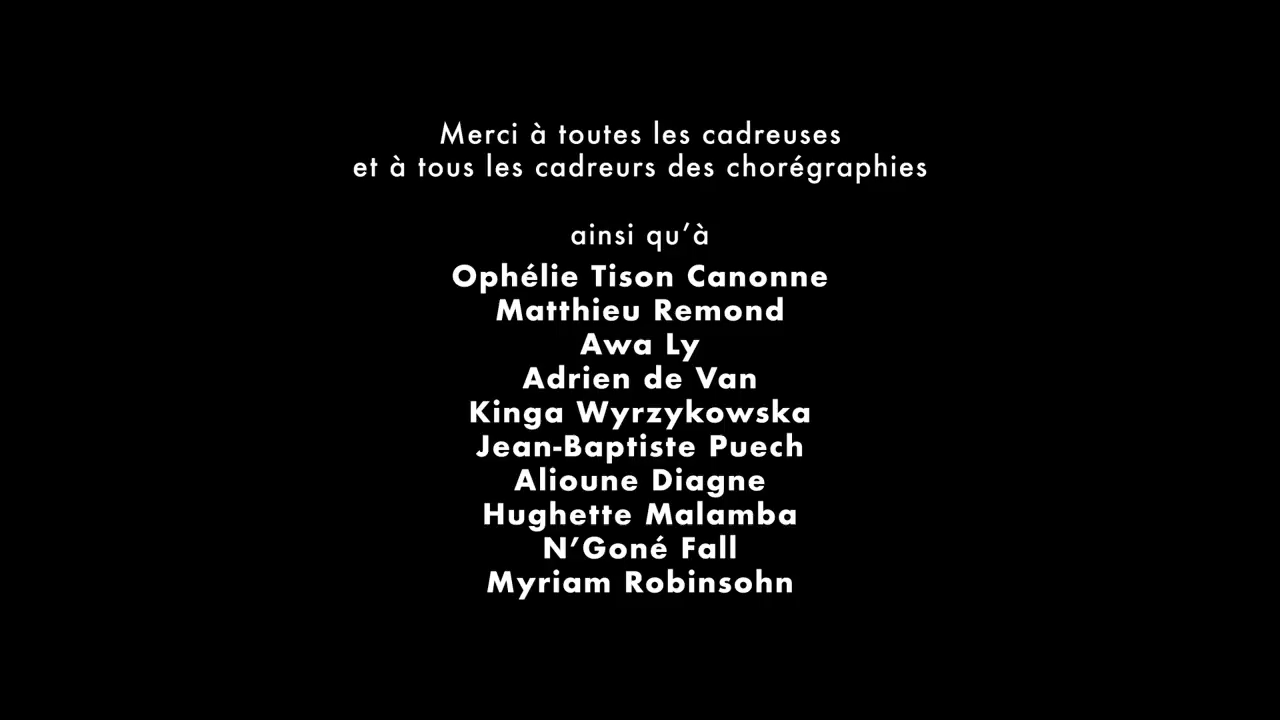 Merci à toutes les cadreuses
et à tous les cadreurs des chorégraphies
ainsi qu’à
Ophélie Tison Canonne
Matthieu Remond
Awa Ly
Adrien de Van
Kinga Wyrzykowska
Jean-Baptiste Puech
Alioune Diagne
Hughette Malamba
N’Goné Fall
Myriam Robinsohn